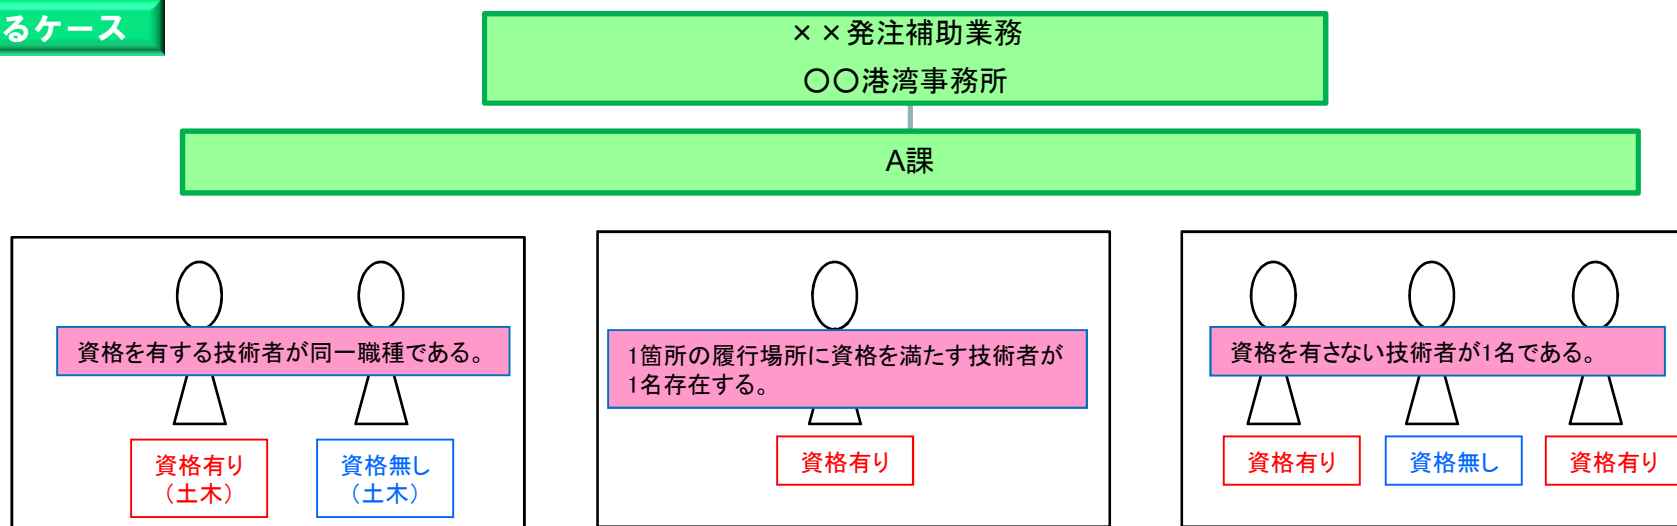 るケース
××発注補助業務
〇〇港湾事務所
A課
資格を有する技術者が同一職種である。
資格有り
（土木）
資格無し
（土木）
1箇所の履行場所に資格を満たす技術者が
1名存在する。
資格有り
資格を有さない技術者が1名である。
資格有り
資格無し
資格有り